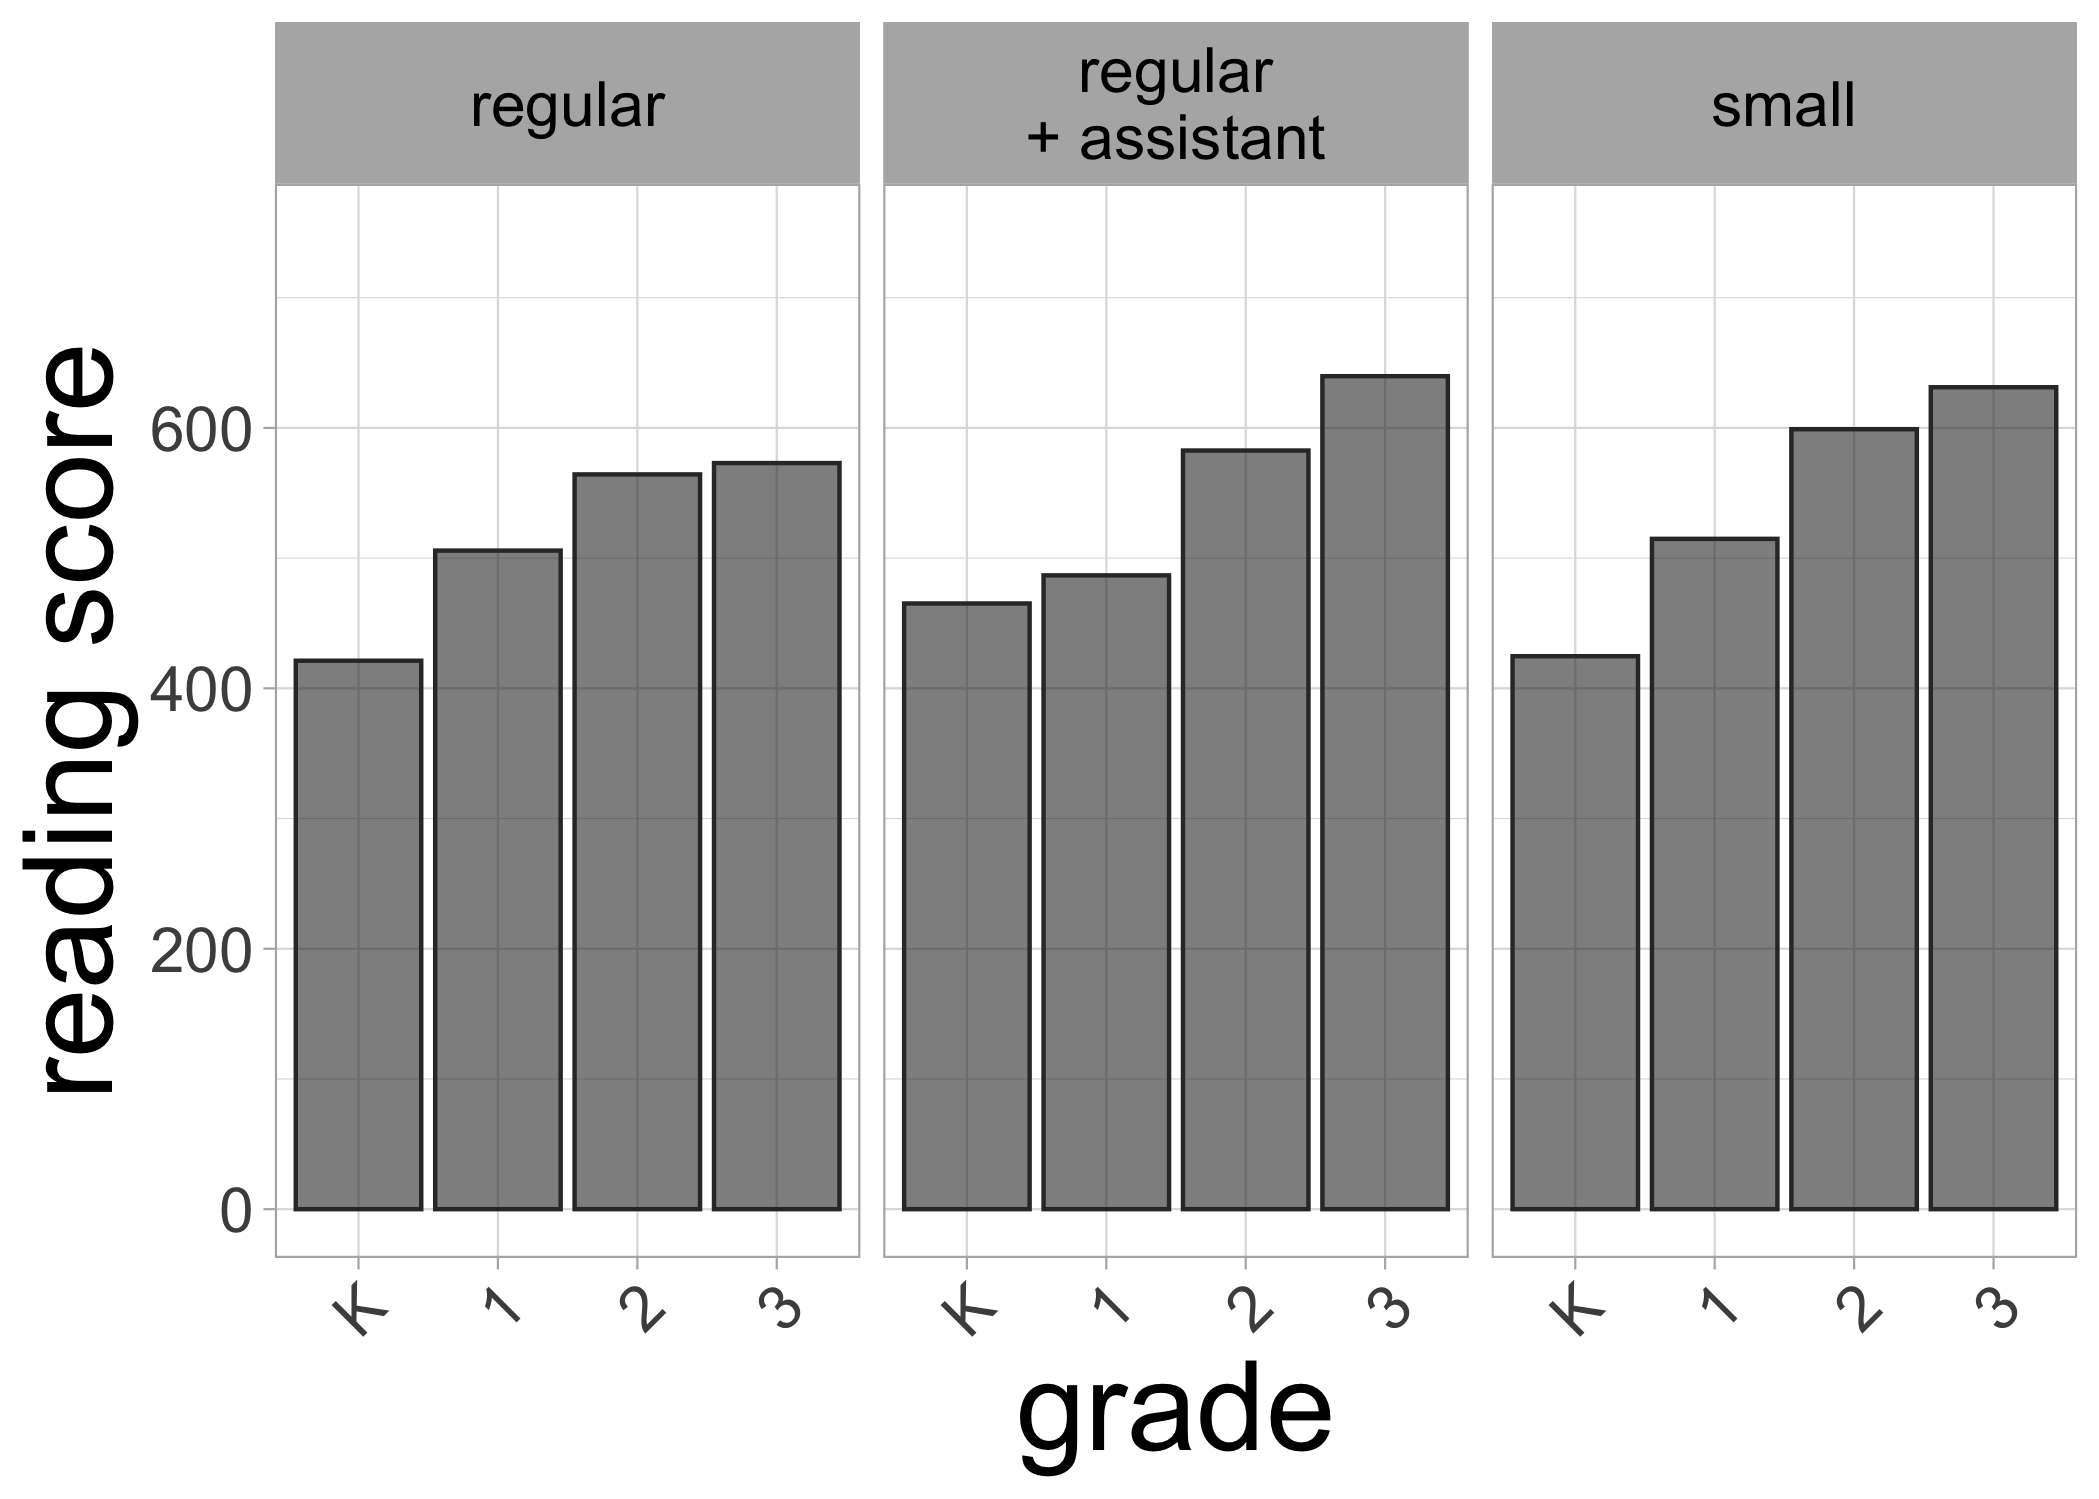 regular
regular
+ assistant
small
reading score
600
400
200
0
K 1 2 3
K 1 2 3
K 1 2 3
grade